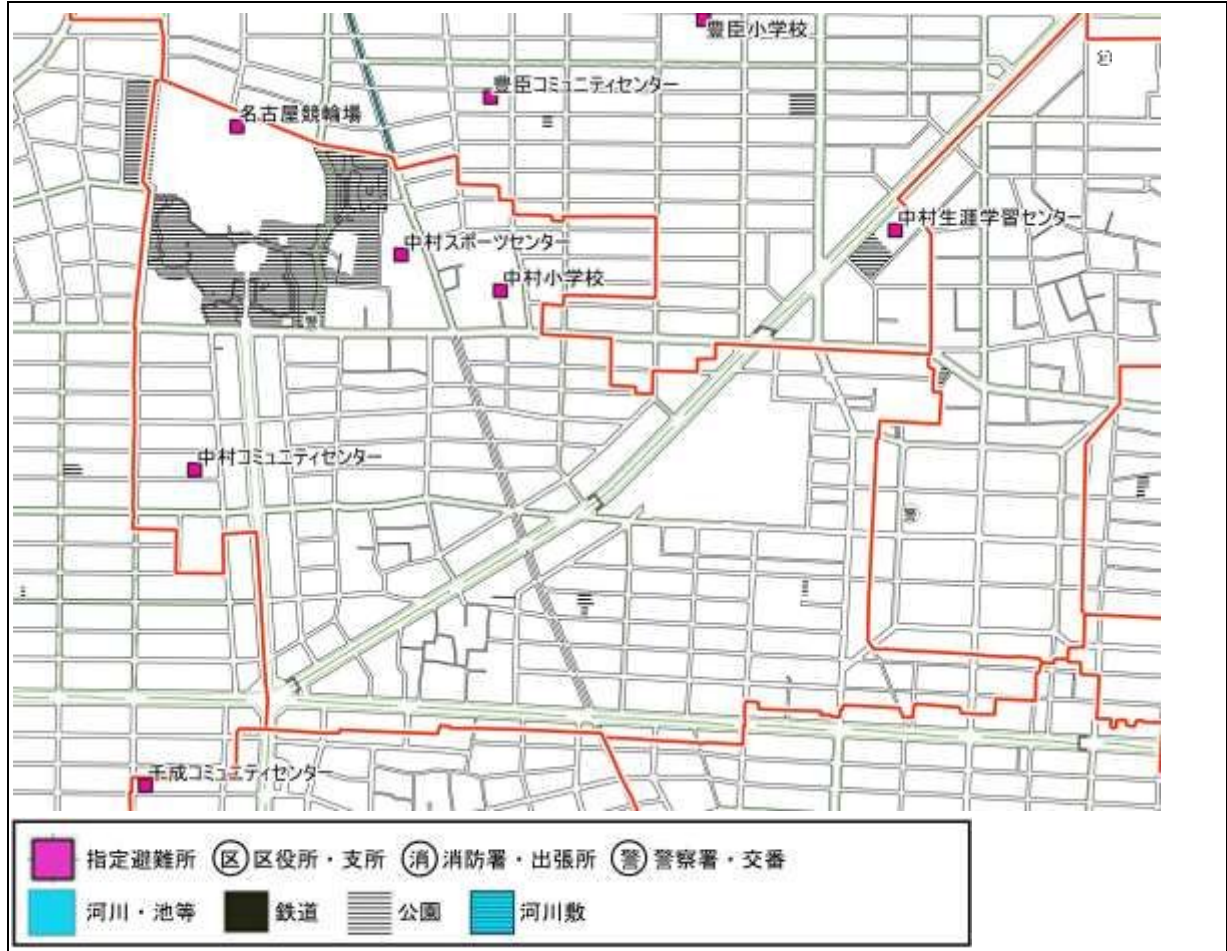 豊臣小学校
豊臣コミュニティセンター
名古屋競輪場
中村生涯学習センター
中村スポーツセンター
中村小学校
警
中村コミュニティセンター
警
千成コミュニティセンター
指定避難所 区 区役所・支所 消 消防署・出張所 警 警察署・交番
河川・池等 鉄道 公園 河川敷